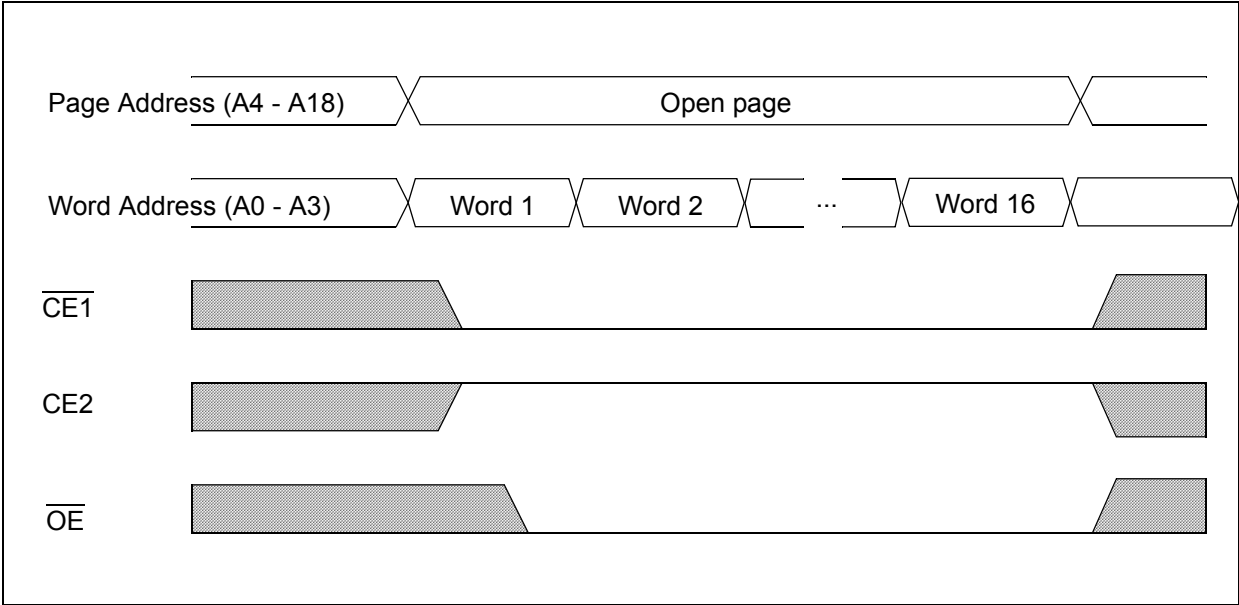 Page Address (A4 - A18)
Open page
Word Address (A0 - A3)
Word 1
Word 2
...
Word 16
CE1
CE2
OE